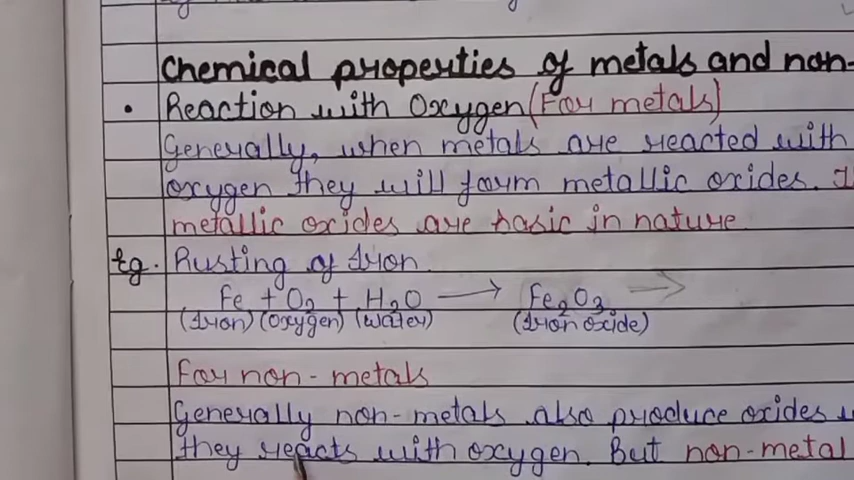 Chemical properties of metals and non-
• Reaction with Oxygen (For metals)
Generally, when metals are reacted with
oxygen they will form metallic oxides.
metallic oxides are basic in nature
Eg. Rusting of Iron
Fe + O2 + H2O → Fe2O3 →
(Iron) (Oxygen) (water) (Iron oxide)
For non-metals
Generally non-metals also produce oxides
they reacts with oxygen. But non-metal